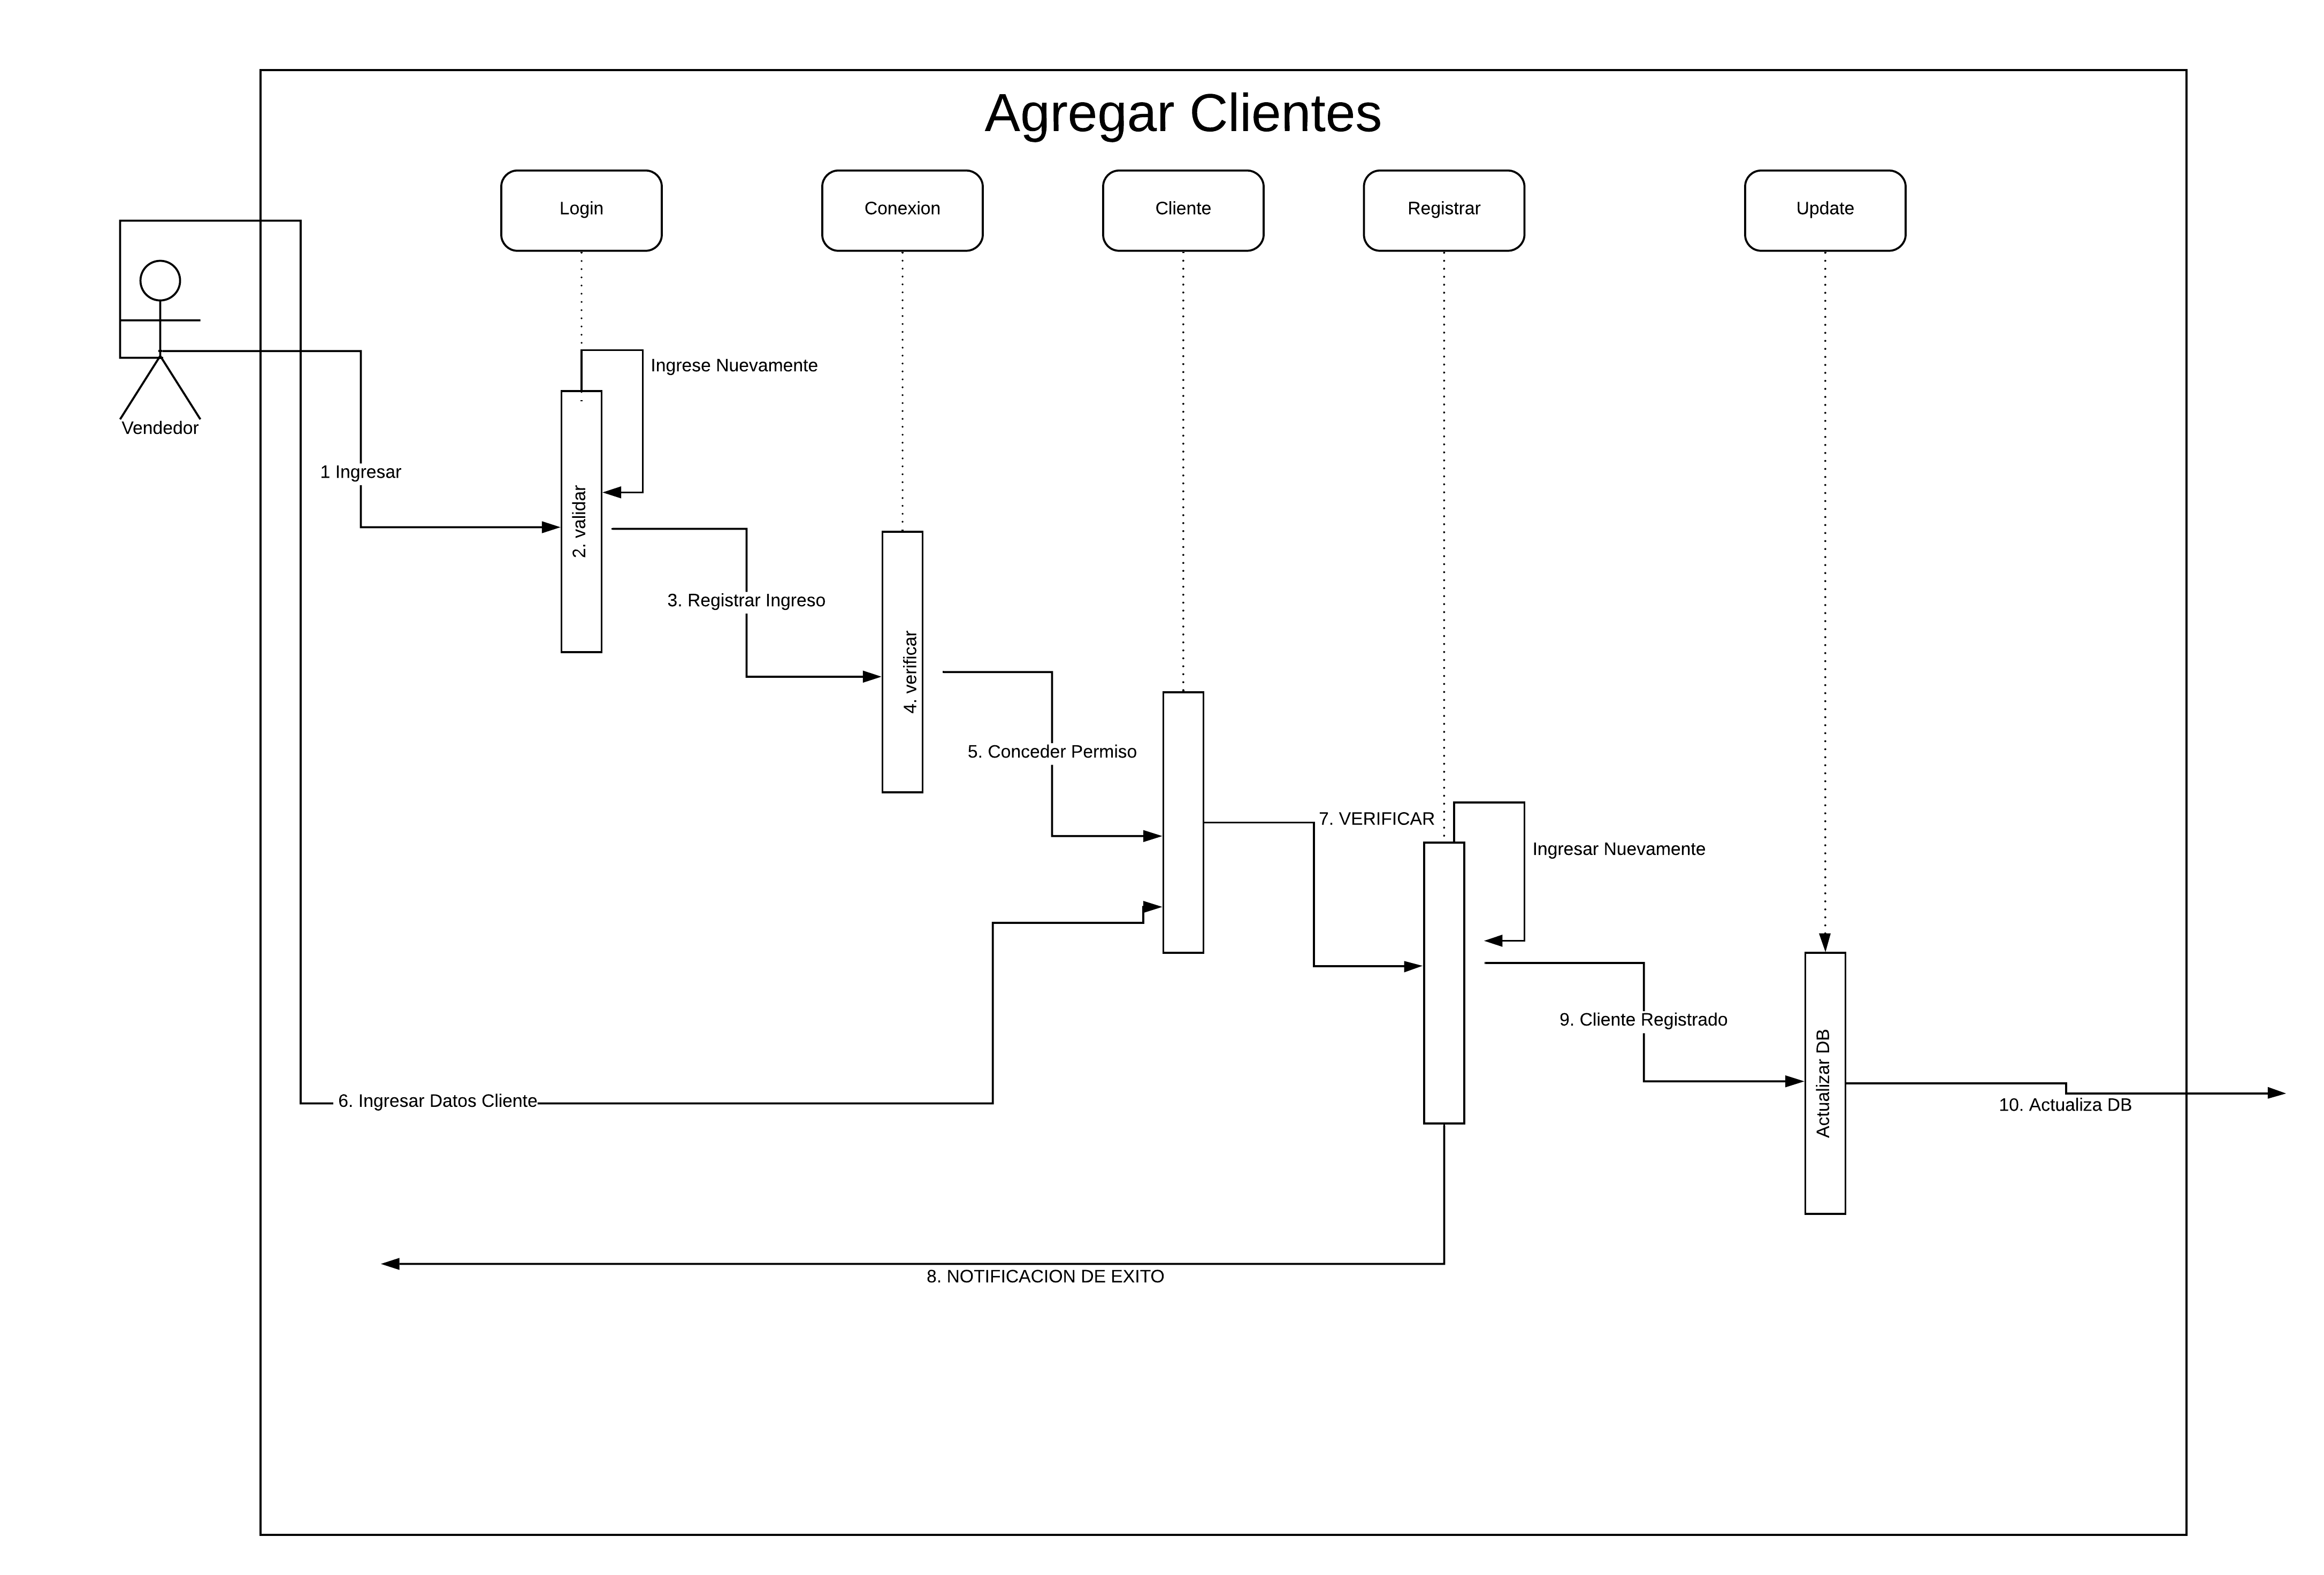 Agregar Clientes
Login
Conexion
Cliente
Registrar
Update
Vendedor
Ingrese Nuevamente
1 Ingresar
2. validar
3. Registrar Ingreso
4. verificar
5. Conceder Permiso
7. VERIFICAR
Ingresar Nuevamente
9. Cliente Registrado
Actualizar DB
6. Ingresar Datos Cliente
10. Actualiza DB
8. NOTIFICACION DE EXITO